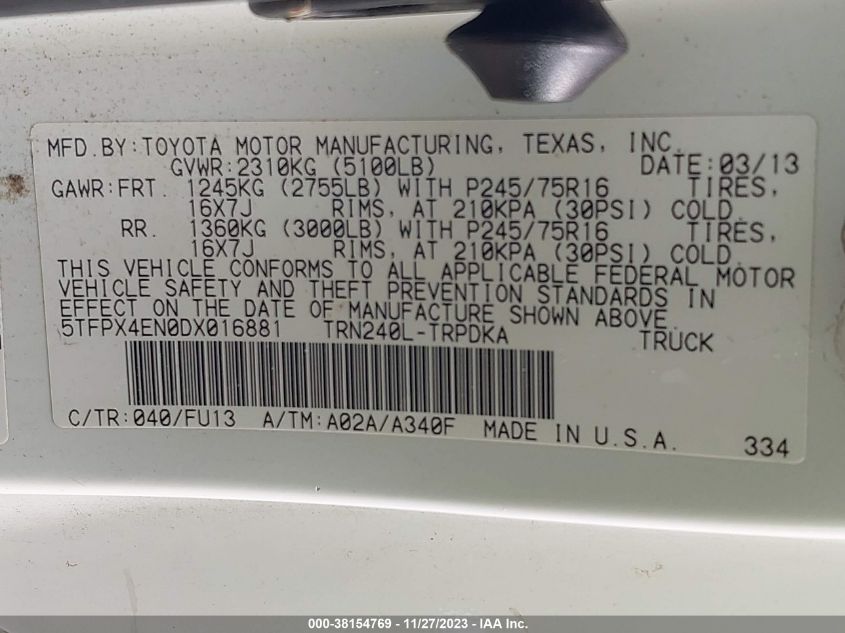 MFD.BY:TOYOTA MOTOR MANUFACTURING, TEXAS, INC.
GVWR:2310KG (5100LB) DATE:03/13
GAWR:FRT. 1245KG (2755LB) WITH P245/75R16 TIRES,
16X7J RIMS, AT 210KPA (30PSI) COLD
RR. 1360KG (3000LB) WITH P245/75R16 TIRES,
16X7J RIMS, AT 210KPA (30PSI) COLD
THIS VEHICLE CONFORMS TO ALL APPLICABLE FEDERAL MOTOR
VEHICLE SAFETY AND THEFT PREVENTION STANDARDS IN
EFFECT ON THE DATE OF MANUFACTURE SHOWN ABOVE.
5TFPX4EN0DX016881 TRN240L-TRPDKA TRUCK
C/TR:040/FU13 A/TM:A02A/A340F MADE IN U.S.A.
334
000-38154769 - 11/27/2023 - IAA Inc.